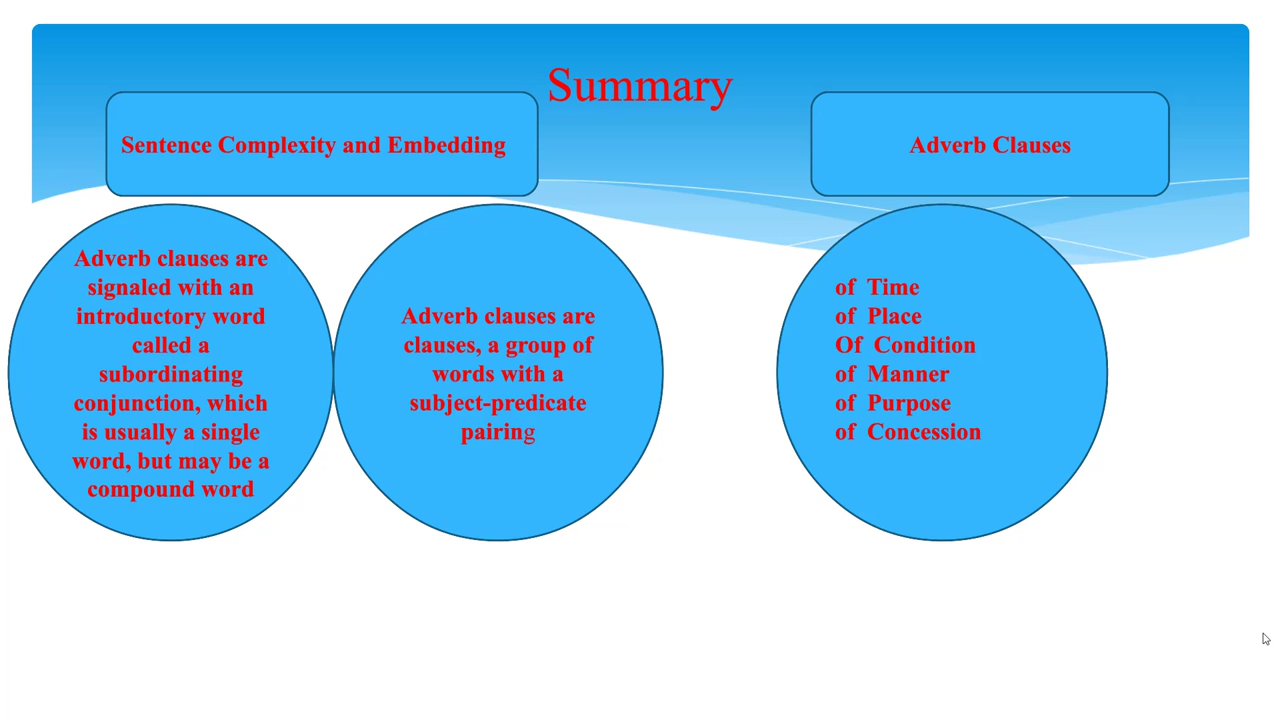 Summary
Sentence Complexity and Embedding
Adverb Clauses
Adverb clauses are
signaled with an
introductory word
called a
subordinating
conjunction, which
is usually a single
word, but may be a
compound word
Adverb clauses are
clauses, a group of
words with a
subject-predicate
pairing
of Time
of Place
Of Condition
of Manner
of Purpose
of Concession